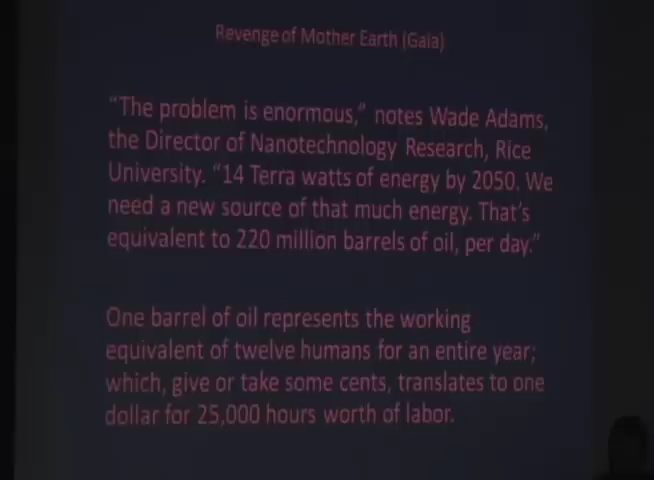 Revenge of Mother Earth (Gaia)
“The problem is enormous,” notes Wade Adams,
the Director of Nanotechnology Research, Rice
University. “14 Terra watts of energy by 2050. We
need a new source of that much energy. That’s
equivalent to 220 million barrels of oil, per day.”
One barrel of oil represents the working
equivalent of twelve humans for an entire year;
which, give or take some cents, translates to one
dollar for 25,000 hours worth of labor.